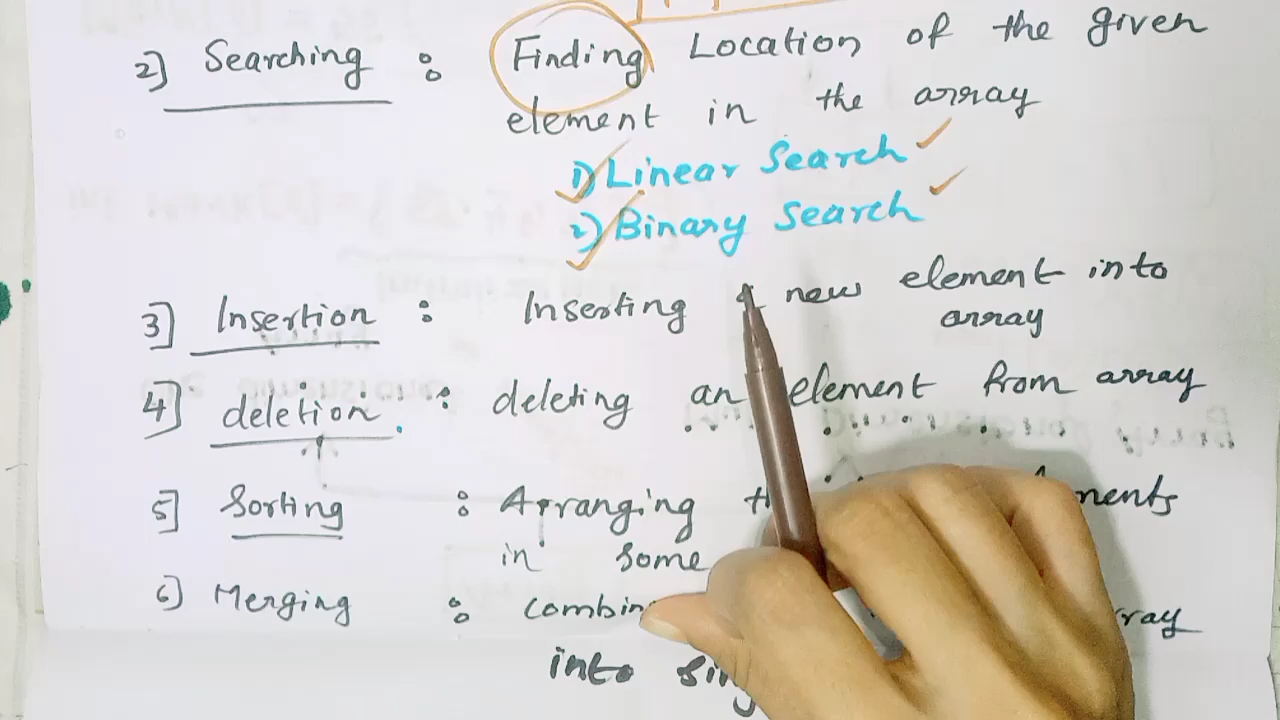 2] Searching : Finding Location of the given
element in the array
1) Linear Search
2) Binary Search
3] Insertion : Inserting a new element into
array
4] deletion : deleting an element from array
5] Sorting : Arranging
in some
6) Merging :
into